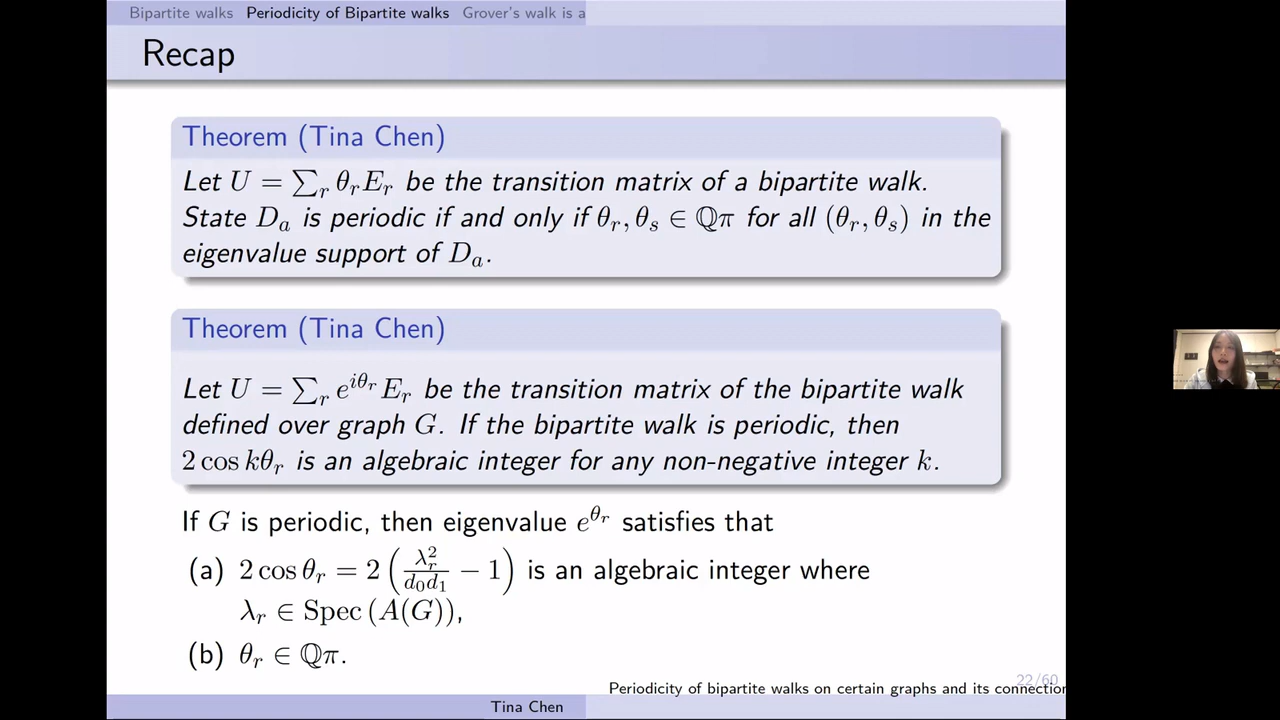 Bipartite walks Periodicity of Bipartite walks Grover's walk is a
Recap
Theorem (Tina Chen)
Let U = ∑_r θ_r E_r be the transition matrix of a bipartite walk.
State D_a is periodic if and only if θ_r, θ_s ∈ ℚπ for all (θ_r, θ_s) in the
eigenvalue support of D_a.
Theorem (Tina Chen)
Let U = ∑_r e^{iθ_r} E_r be the transition matrix of the bipartite walk
defined over graph G. If the bipartite walk is periodic, then
2 cos kθ_r is an algebraic integer for any non-negative integer k.
If G is periodic, then eigenvalue e^{θ_r} satisfies that
(a) 2 cos θ_r = 2 (λ_r^2 / d_0 d_1 − 1) is an algebraic integer where
λ_r ∈ Spec (A(G)),
(b) θ_r ∈ ℚπ.
22/60
Periodicity of bipartite walks on certain graphs and its connection
Tina Chen